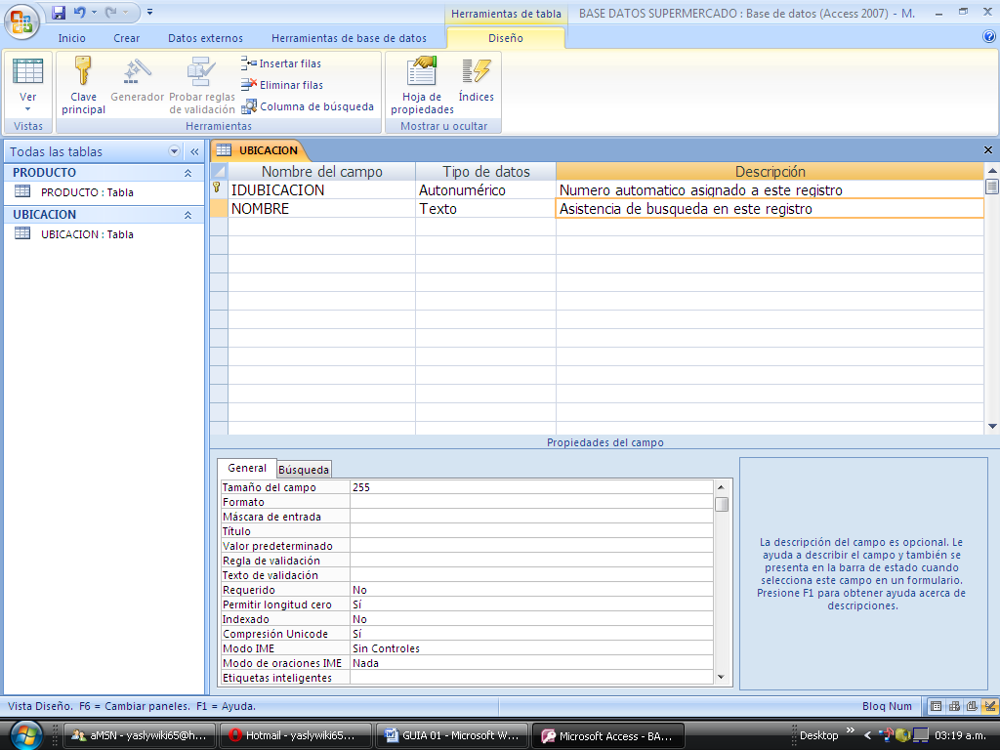 Herramientas de tabla
BASE DATOS SUPERMERCADO : Base de datos (Access 2007) - M.
Inicio Crear Datos externos Herramientas de base de datos Diseño
Ver
Vistas
Clave principal
Generador
Probar reglas de validación
Insertar filas
Eliminar filas
Columna de búsqueda
Herramientas
Hoja de propiedades
Índices
Mostrar u ocultar
Todas las tablas «
PRODUCTO
PRODUCTO : Tabla
UBICACION
UBICACION : Tabla
UBICACION
Nombre del campo Tipo de datos Descripción
IDUBICACION Autonumérico Numero automatico asignado a este registro
NOMBRE Texto Asistencia de busqueda en este registro
Propiedades del campo
General Búsqueda
Tamaño del campo 255
Formato
Máscara de entrada
Título
Valor predeterminado
Regla de validación
Texto de validación
Requerido No
Permitir longitud cero Sí
Indexado No
Compresión Unicode Sí
Modo IME Sin Controles
Modo de oraciones IME Nada
Etiquetas inteligentes
La descripción del campo es opcional. Le
ayuda a describir el campo y también se
presenta en la barra de estado cuando
selecciona este campo en un formulario.
Presione F1 para obtener ayuda acerca de
descripciones.
Vista Diseño. F6 = Cambiar paneles. F1 = Ayuda. Bloq Num
aMSN - yaslywiki65@h... Hotmail - yaslywiki65... GUIA 01 - Microsoft W... Microsoft Access - BA... Desktop » 03:19 a.m.